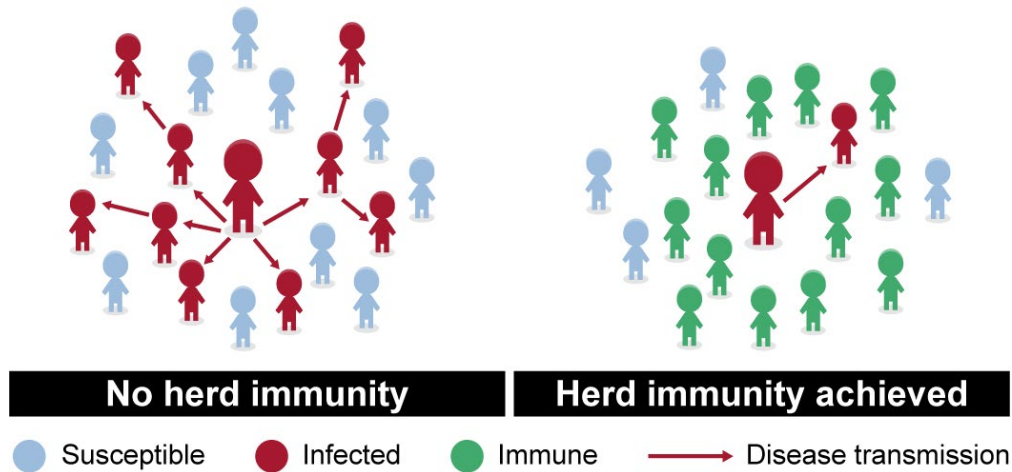 No herd immunity
Herd immunity achieved
Susceptible
Infected
Immune
Disease transmission